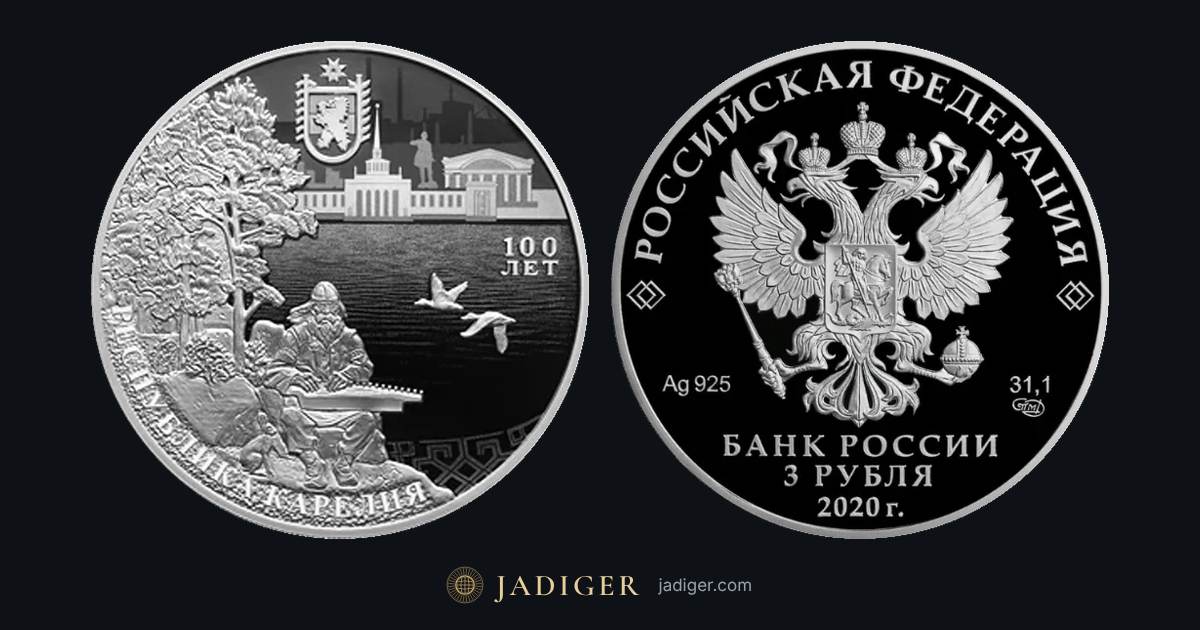 100
ЛЕТ
РЕСПУБЛИКА КАРЕЛИЯ
РОССИЙСКАЯ ФЕДЕРАЦИЯ
Ag 925
31,1
БАНК РОССИИ
3 РУБЛЯ
2020 г.
JADIGER
jadiger.com